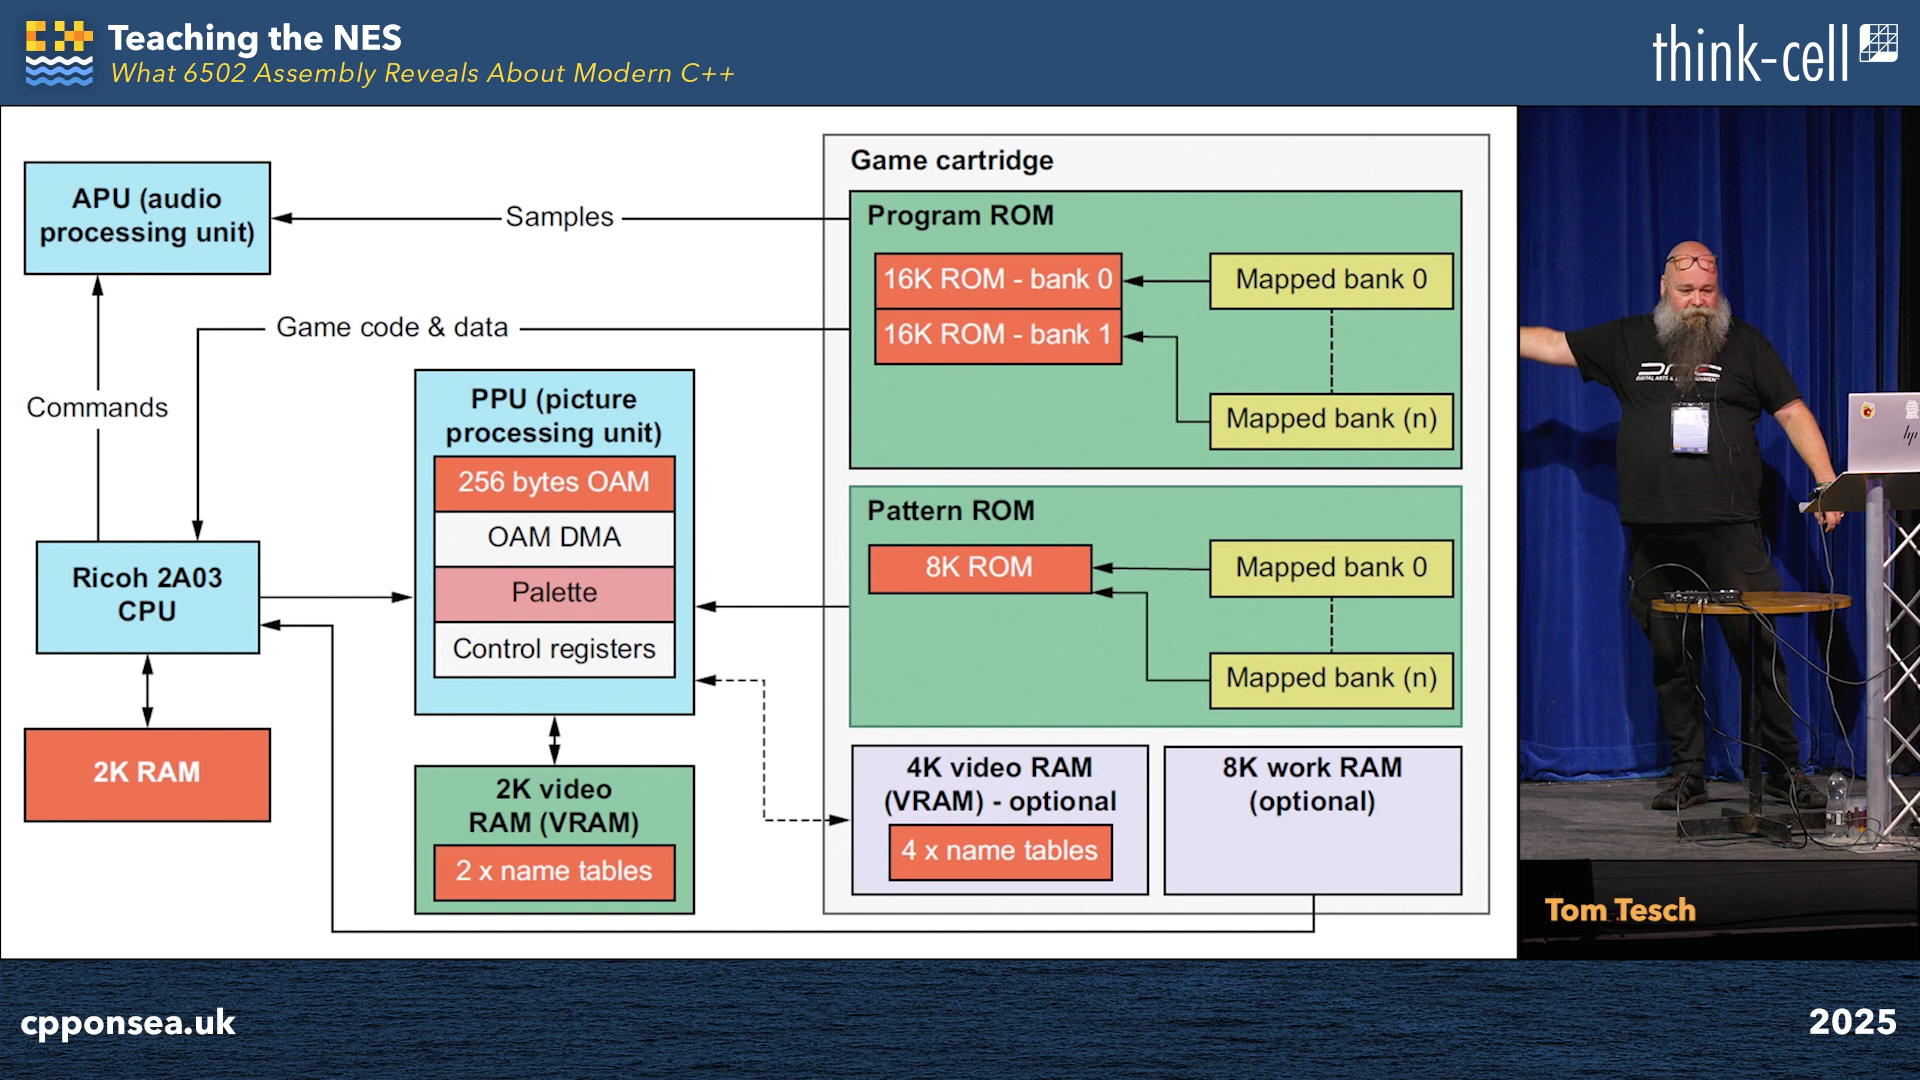 Teaching the NES
What 6502 Assembly Reveals About Modern C++
think-cell
APU (audio
processing unit)
Samples
Game code & data
Commands
Ricoh 2A03
CPU
2K RAM
PPU (picture
processing unit)
256 bytes OAM
OAM DMA
Palette
Control registers
2K video
RAM (VRAM)
2 x name tables
Game cartridge
Program ROM
16K ROM - bank 0
16K ROM - bank 1
Mapped bank 0
Mapped bank (n)
Pattern ROM
8K ROM
Mapped bank 0
Mapped bank (n)
4K video RAM
(VRAM) - optional
4 x name tables
8K work RAM
(optional)
hp
Tom Tesch
cpponsea.uk
2025